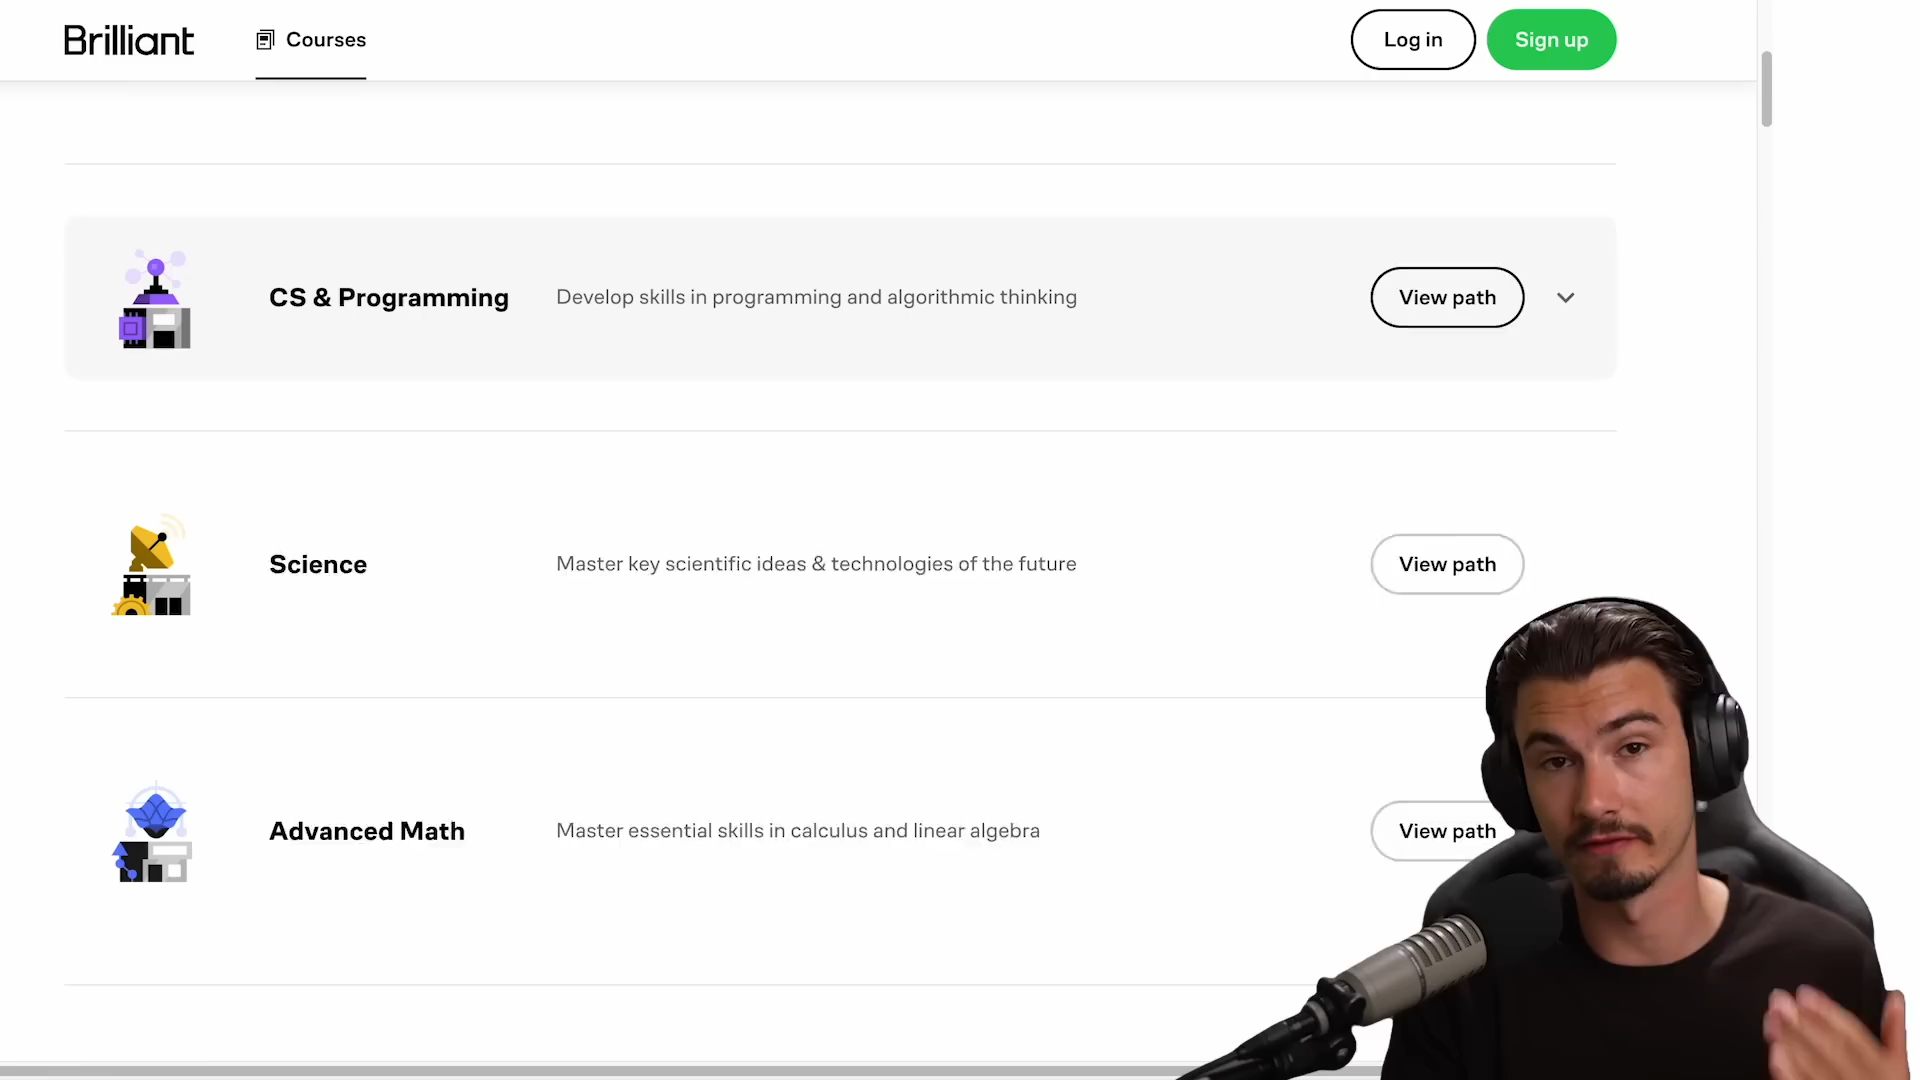 Brilliant
Courses
Log in
Sign up
CS & Programming
Develop skills in programming and algorithmic thinking
View path
Science
Master key scientific ideas & technologies of the future
View path
Advanced Math
Master essential skills in calculus and linear algebra
View path